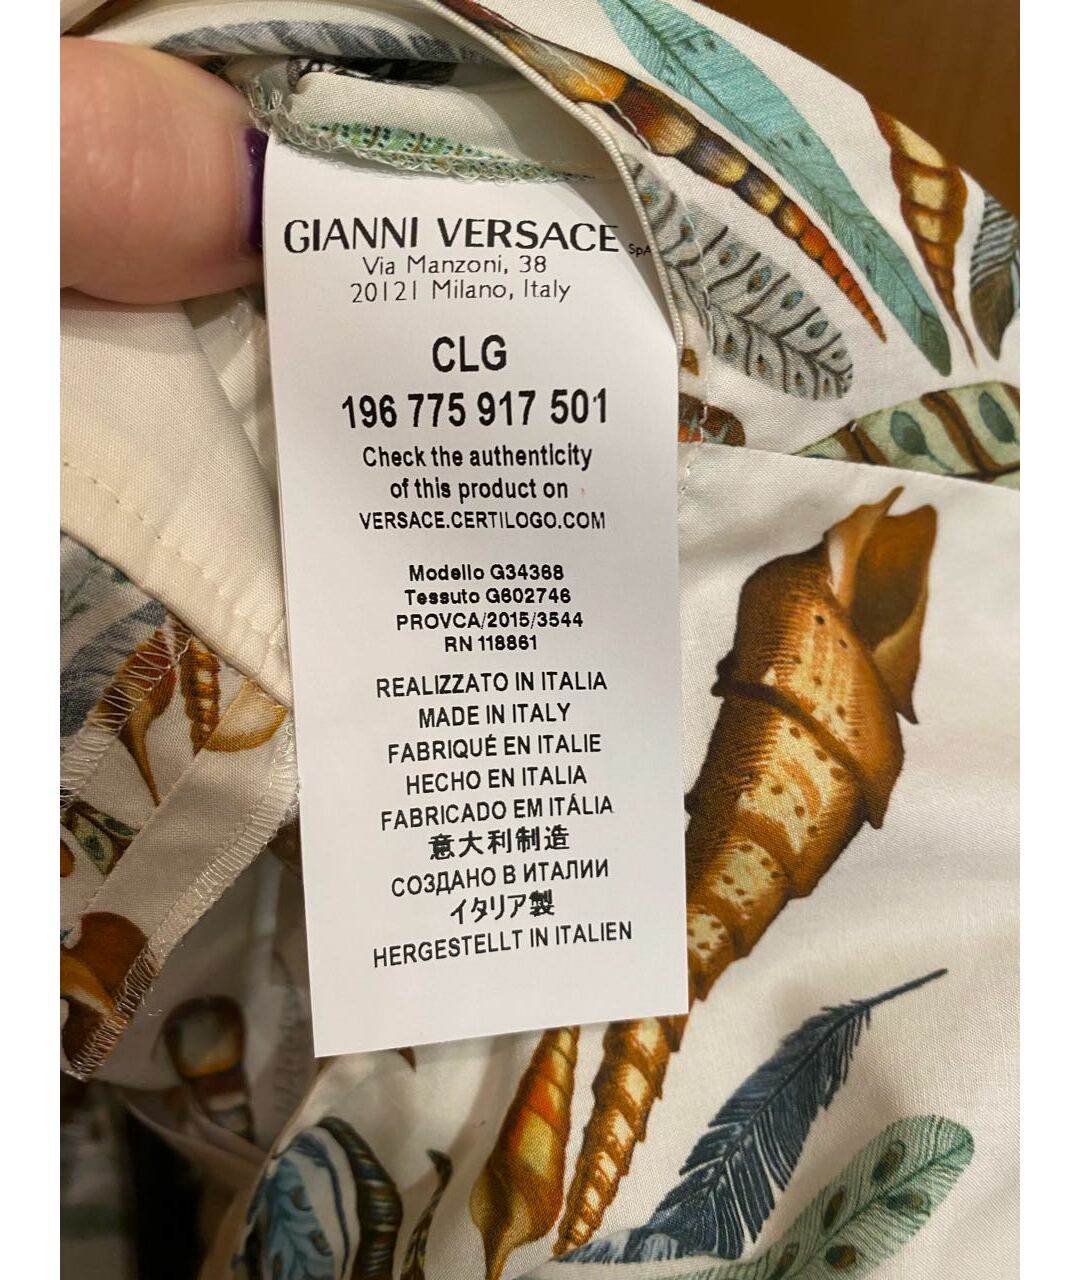 GIANNI VERSACE SpA
Via Manzoni, 38
20121 Milano, Italy
CLG
196 775 917 501
Check the authenticity
of this product on
VERSACE.CERTILOGO.COM
Modello G34368
Tessuto G602746
PROVCA/2015/3544
RN 118861
REALIZZATO IN ITALIA
MADE IN ITALY
FABRIQUÉ EN ITALIE
HECHO EN ITALIA
FABRICADO EM ITÁLIA
意大利制造
СОЗДАНО В ИТАЛИИ
イタリア製
HERGESTELLT IN ITALIEN